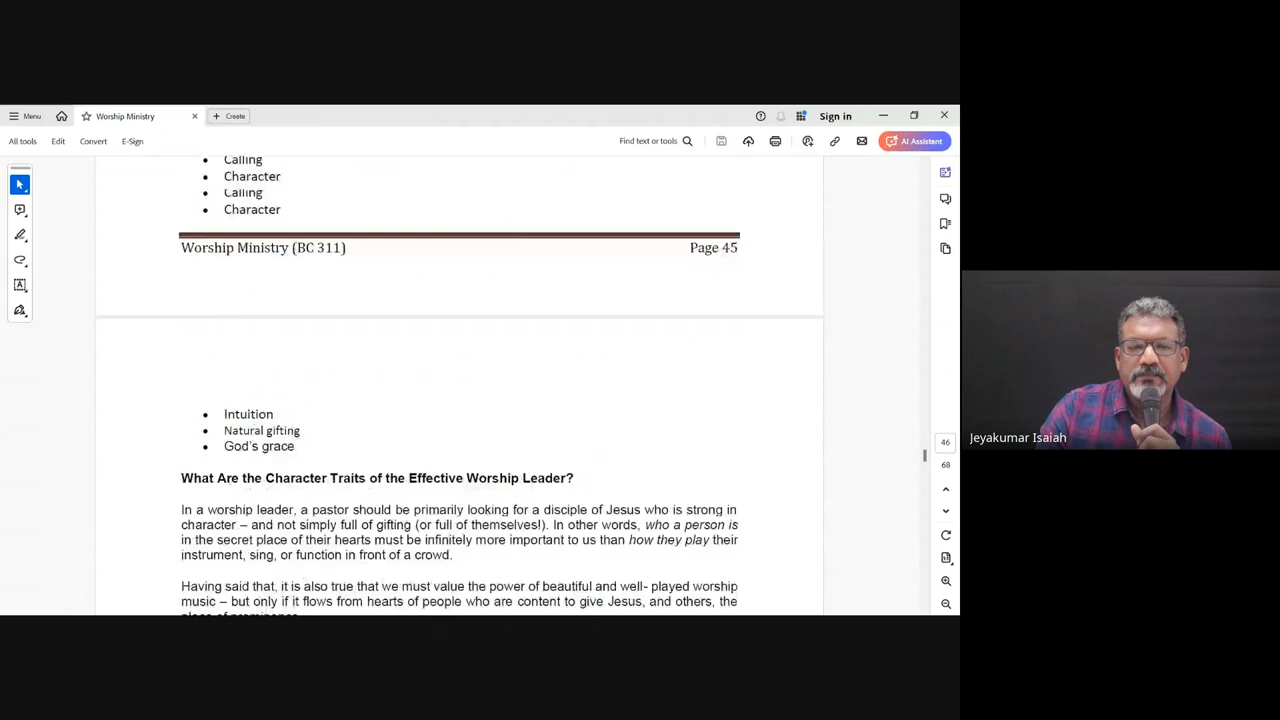 Menu
Worship Ministry
Create
Sign in
All tools
Edit
Convert
E-Sign
Find text or tools
AI Assistant
• Calling
• Character
• Calling
• Character
Worship Ministry (BC 311)
Page 45
• Intuition
• Natural gifting
• God's grace
What Are the Character Traits of the Effective Worship Leader?
In a worship leader, a pastor should be primarily looking for a disciple of Jesus who is strong in
character – and not simply full of gifting (or full of themselves!). In other words, who a person is
in the secret place of their hearts must be infinitely more important to us than how they play their
instrument, sing, or function in front of a crowd.
Having said that, it is also true that we must value the power of beautiful and well- played worship
music – but only if it flows from hearts of people who are content to give Jesus, and others, the
place of prominence
46
68
Jeyakumar Isaiah